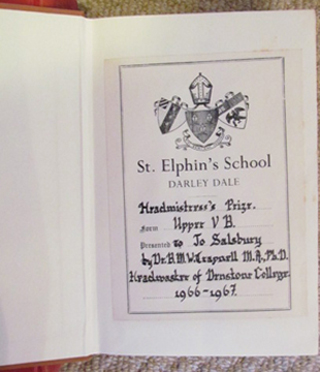 St. Elphin's School
DARLEY DALE
Headmistress's Prize.
Form Upper V B.
Presented to Jo Salsbury
by Dr. H.M.W. Crapnell M.A., Ph.D.
Headmaster of Denstone College.
1966-1967.